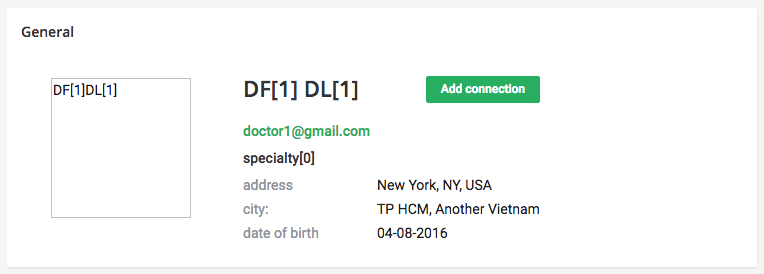 General
DF[1]DL[1]
DF[1] DL[1]
Add connection
doctor1@gmail.com
specialty[0]
address New York, NY, USA
city: TP HCM, Another Vietnam
date of birth 04-08-2016